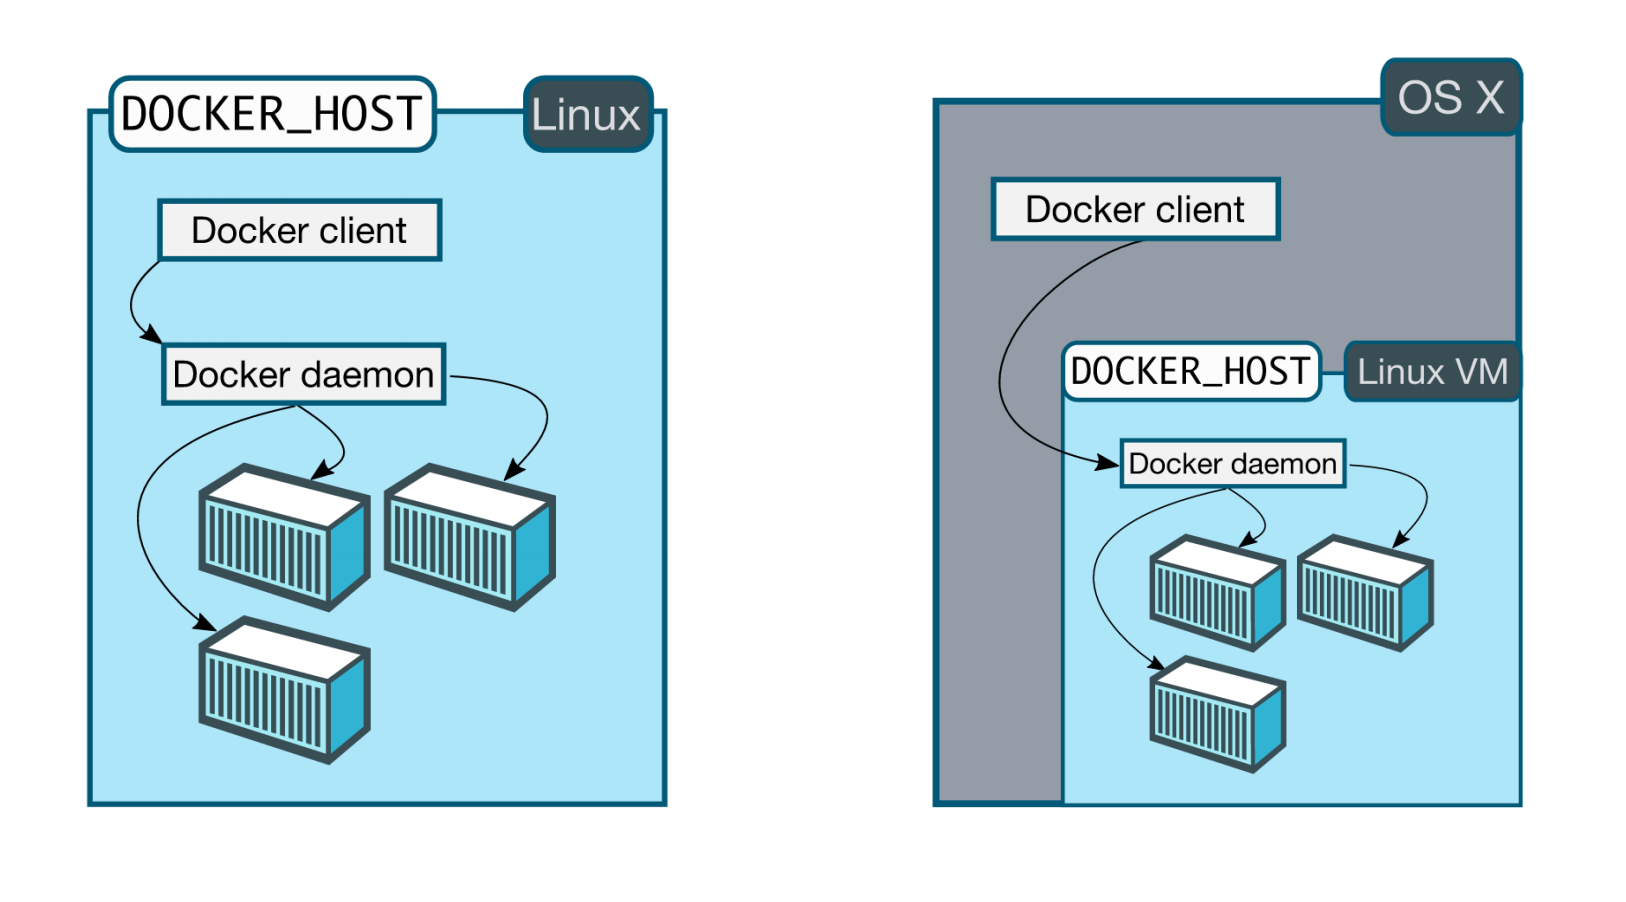 DOCKER_HOST
Linux
Docker client
Docker daemon
OS X
Docker client
DOCKER_HOST
Linux VM
Docker daemon